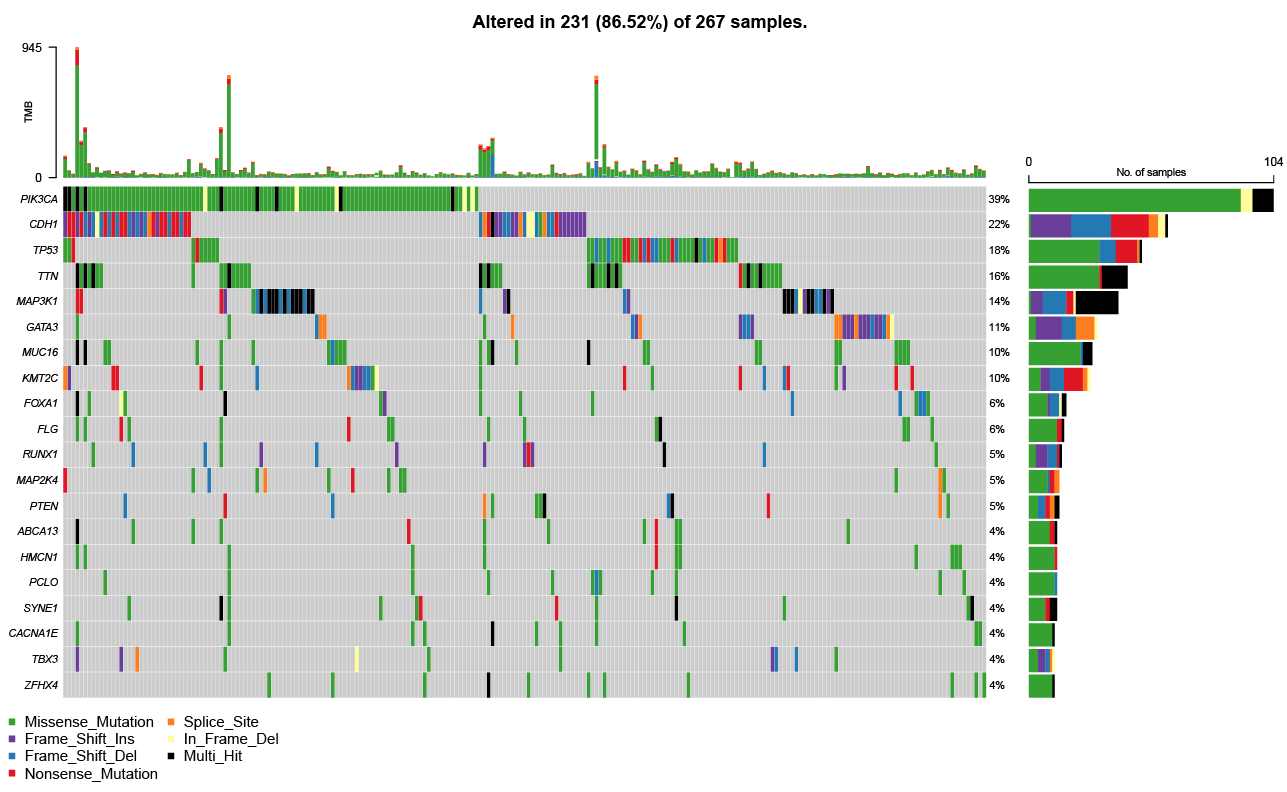 Altered in 231 (86.52%) of 267 samples.
945
TMB
0
0 104
No. of samples
PIK3CA 39%
CDH1 22%
TP53 18%
TTN 16%
MAP3K1 14%
GATA3 11%
MUC16 10%
KMT2C 10%
FOXA1 6%
FLG 6%
RUNX1 5%
MAP2K4 5%
PTEN 5%
ABCA13 4%
HMCN1 4%
PCLO 4%
SYNE1 4%
CACNA1E 4%
TBX3 4%
ZFHX4 4%
Missense_Mutation Splice_Site
Frame_Shift_Ins In_Frame_Del
Frame_Shift_Del Multi_Hit
Nonsense_Mutation